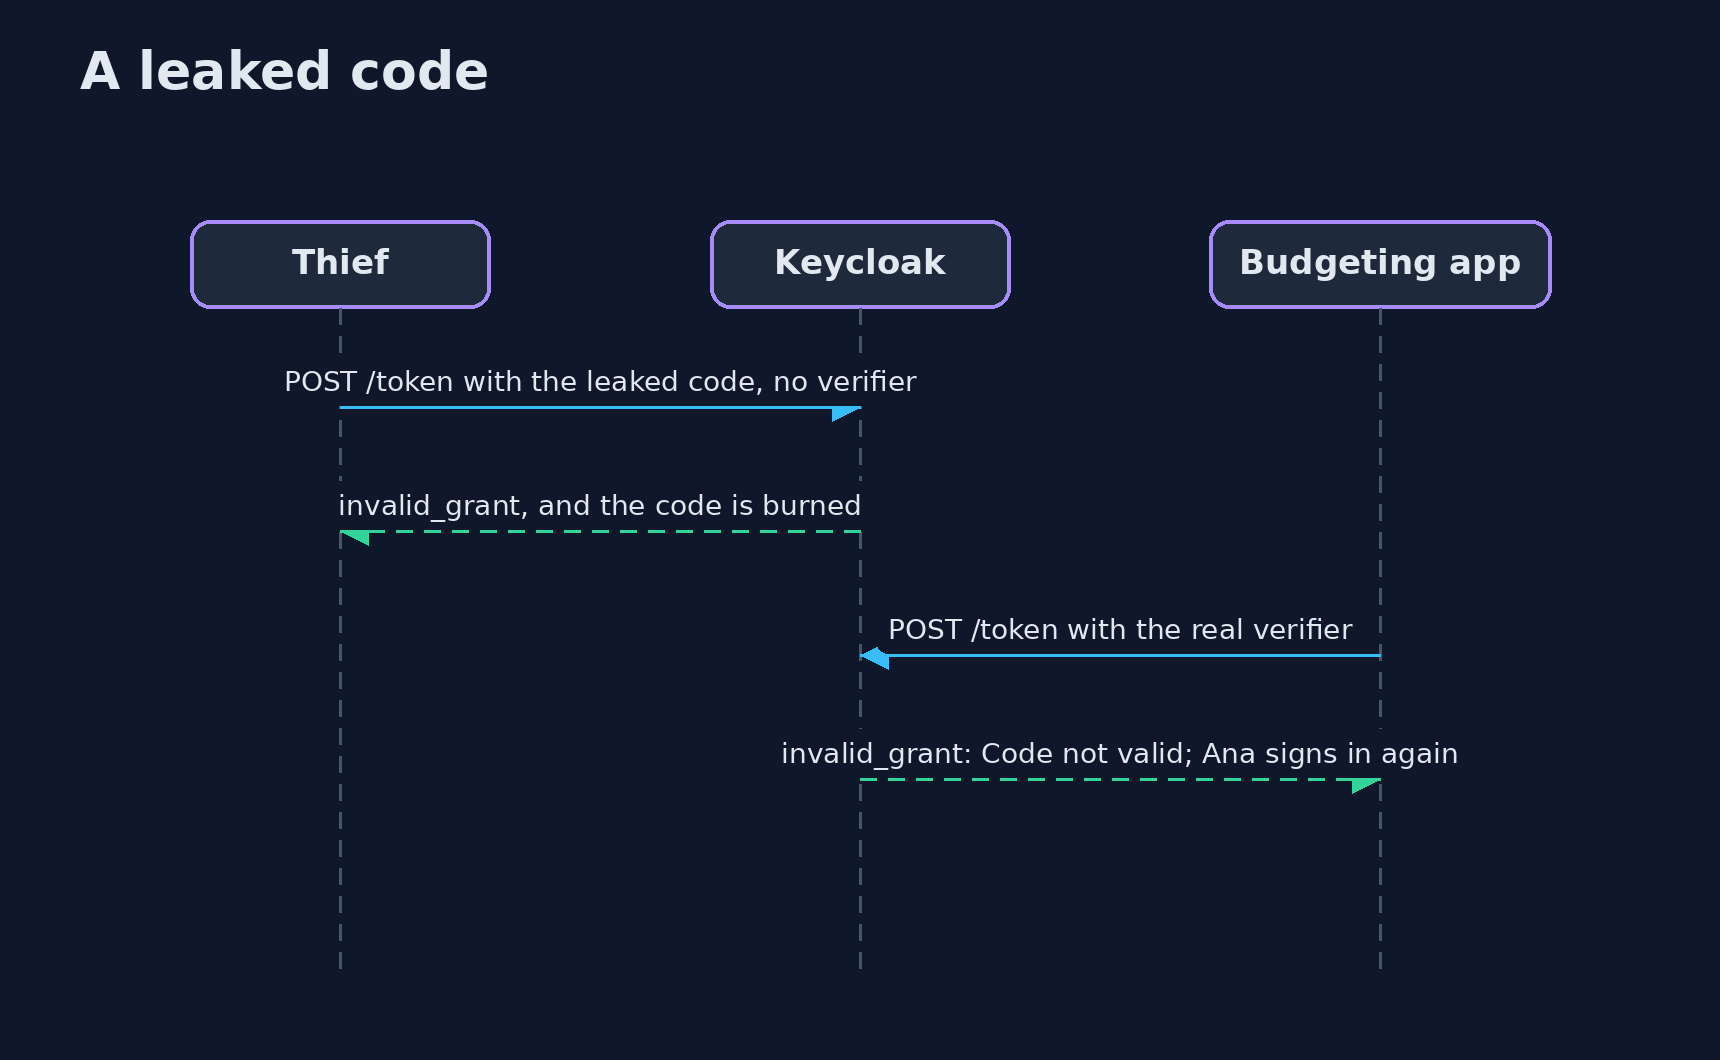 A leaked code
Thief
Keycloak
Budgeting app
POST /token with the leaked code, no verifier
invalid_grant, and the code is burned
POST /token with the real verifier
invalid_grant: Code not valid; Ana signs in again